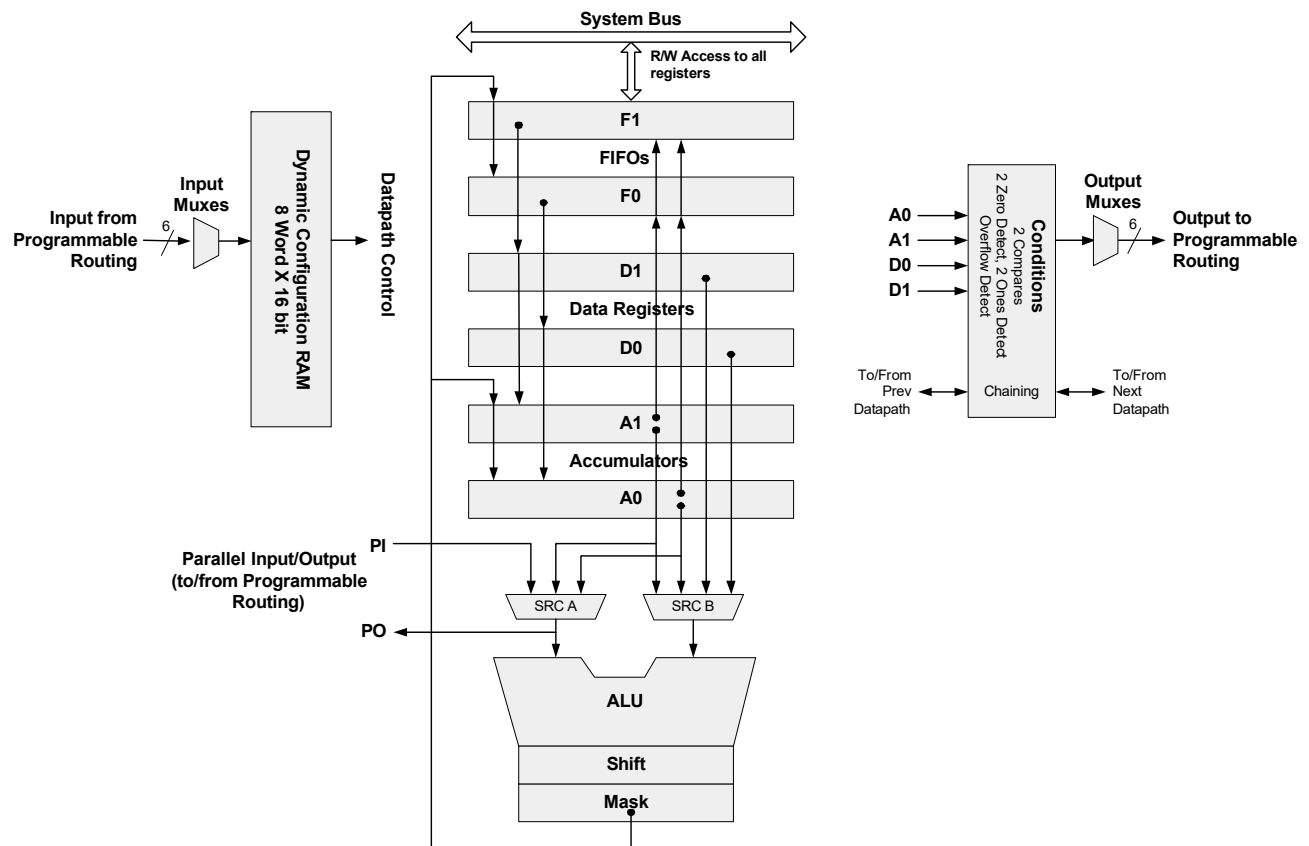 System Bus
R/W Access to all
registers
F1
FIFOs
F0
D1
Data Registers
D0
A1
Accumulators
A0
Input from
Programmable
Routing
6
Input
Muxes
Dynamic Configuration RAM
8 Word X 16 bit
Datapath Control
PI
Parallel Input/Output
(to/from Programmable
Routing)
PO
SRC A
SRC B
ALU
Shift
Mask
A0
A1
D0
D1
Conditions
2 Compares
2 Zero Detect, 2 Ones Detect
Overflow Detect
Chaining
To/From
Prev
Datapath
To/From
Next
Datapath
Output
Muxes
6
Output to
Programmable
Routing